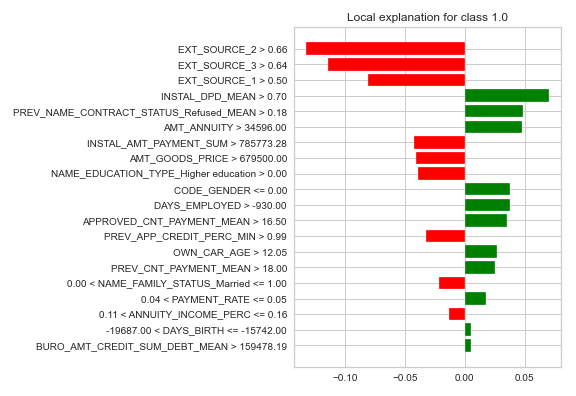 Local explanation for class 1.0
EXT_SOURCE_2 > 0.66
EXT_SOURCE_3 > 0.64
EXT_SOURCE_1 > 0.50
INSTAL_DPD_MEAN > 0.70
PREV_NAME_CONTRACT_STATUS_Refused_MEAN > 0.18
AMT_ANNUITY > 34596.00
INSTAL_AMT_PAYMENT_SUM > 785773.28
AMT_GOODS_PRICE > 679500.00
NAME_EDUCATION_TYPE_Higher education > 0.00
CODE_GENDER <= 0.00
DAYS_EMPLOYED > -930.00
APPROVED_CNT_PAYMENT_MEAN > 16.50
PREV_APP_CREDIT_PERC_MIN > 0.99
OWN_CAR_AGE > 12.05
PREV_CNT_PAYMENT_MEAN > 18.00
0.00 < NAME_FAMILY_STATUS_Married <= 1.00
0.04 < PAYMENT_RATE <= 0.05
0.11 < ANNUITY_INCOME_PERC <= 0.16
-19687.00 < DAYS_BIRTH <= -15742.00
BURO_AMT_CREDIT_SUM_DEBT_MEAN > 159478.19
−0.10 −0.05 0.00 0.05